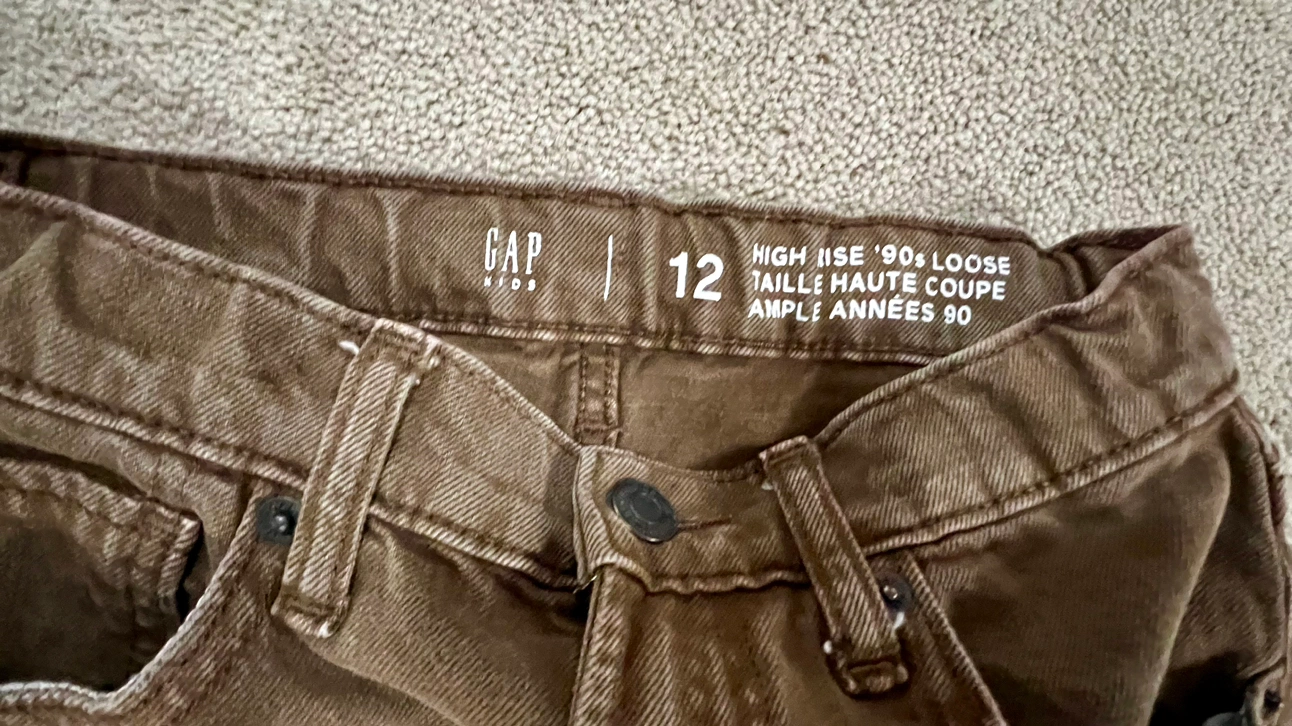 GAP
KIDS
12
HIGH RISE '90s LOOSE
TAILLE HAUTE COUPE
AMPLE ANNÉES 90